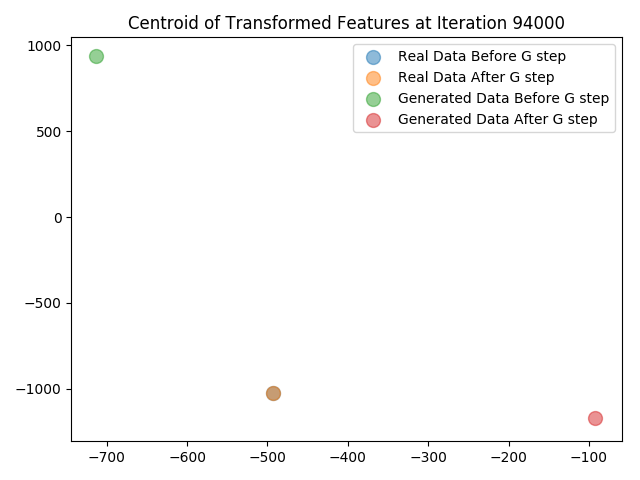 Centroid of Transformed Features at Iteration 94000
1000
500
0
−500
−1000
Real Data Before G step
Real Data After G step
Generated Data Before G step
Generated Data After G step
−700 −600 −500 −400 −300 −200 −100